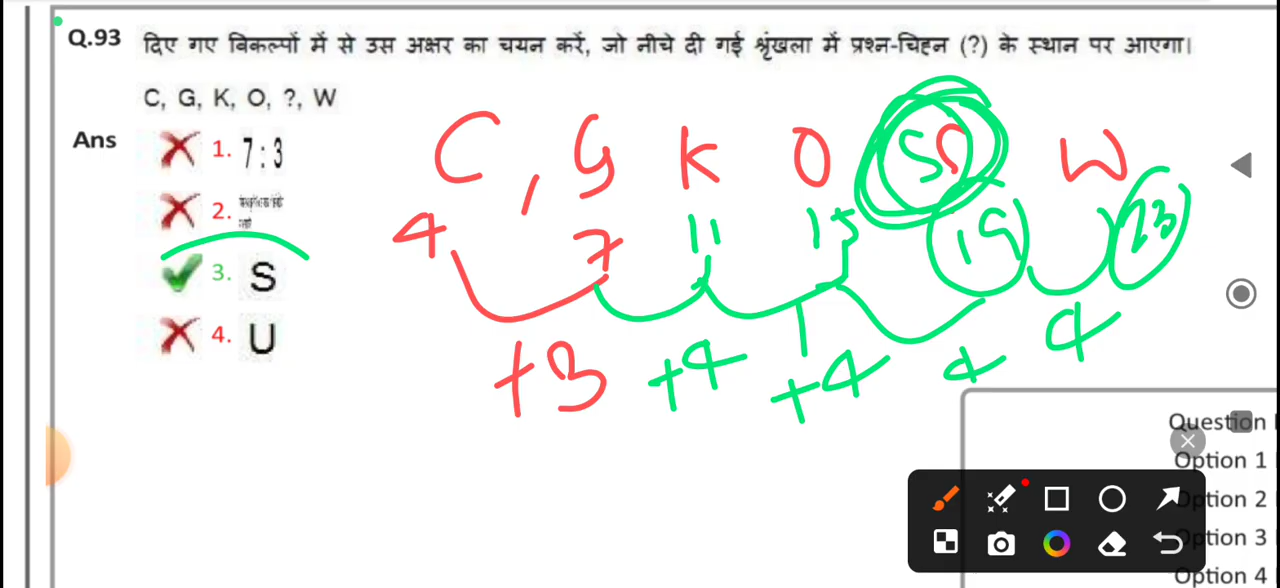 Q.93 दिए गए विकल्पों में से उस अक्षर का चयन करें, जो नीचे दी गई श्रृंखला में प्रश्न-चिह्न (?) के स्थान पर आएगा।
C, G, K, O, ?, W
Ans
1. 7 : 3
2.
3. S
4. U
C, G K O S W
4 7 11 15 19 23
+3 +4 +4 4 4
Question
Option 1
Option 2
Option 3
Option 4